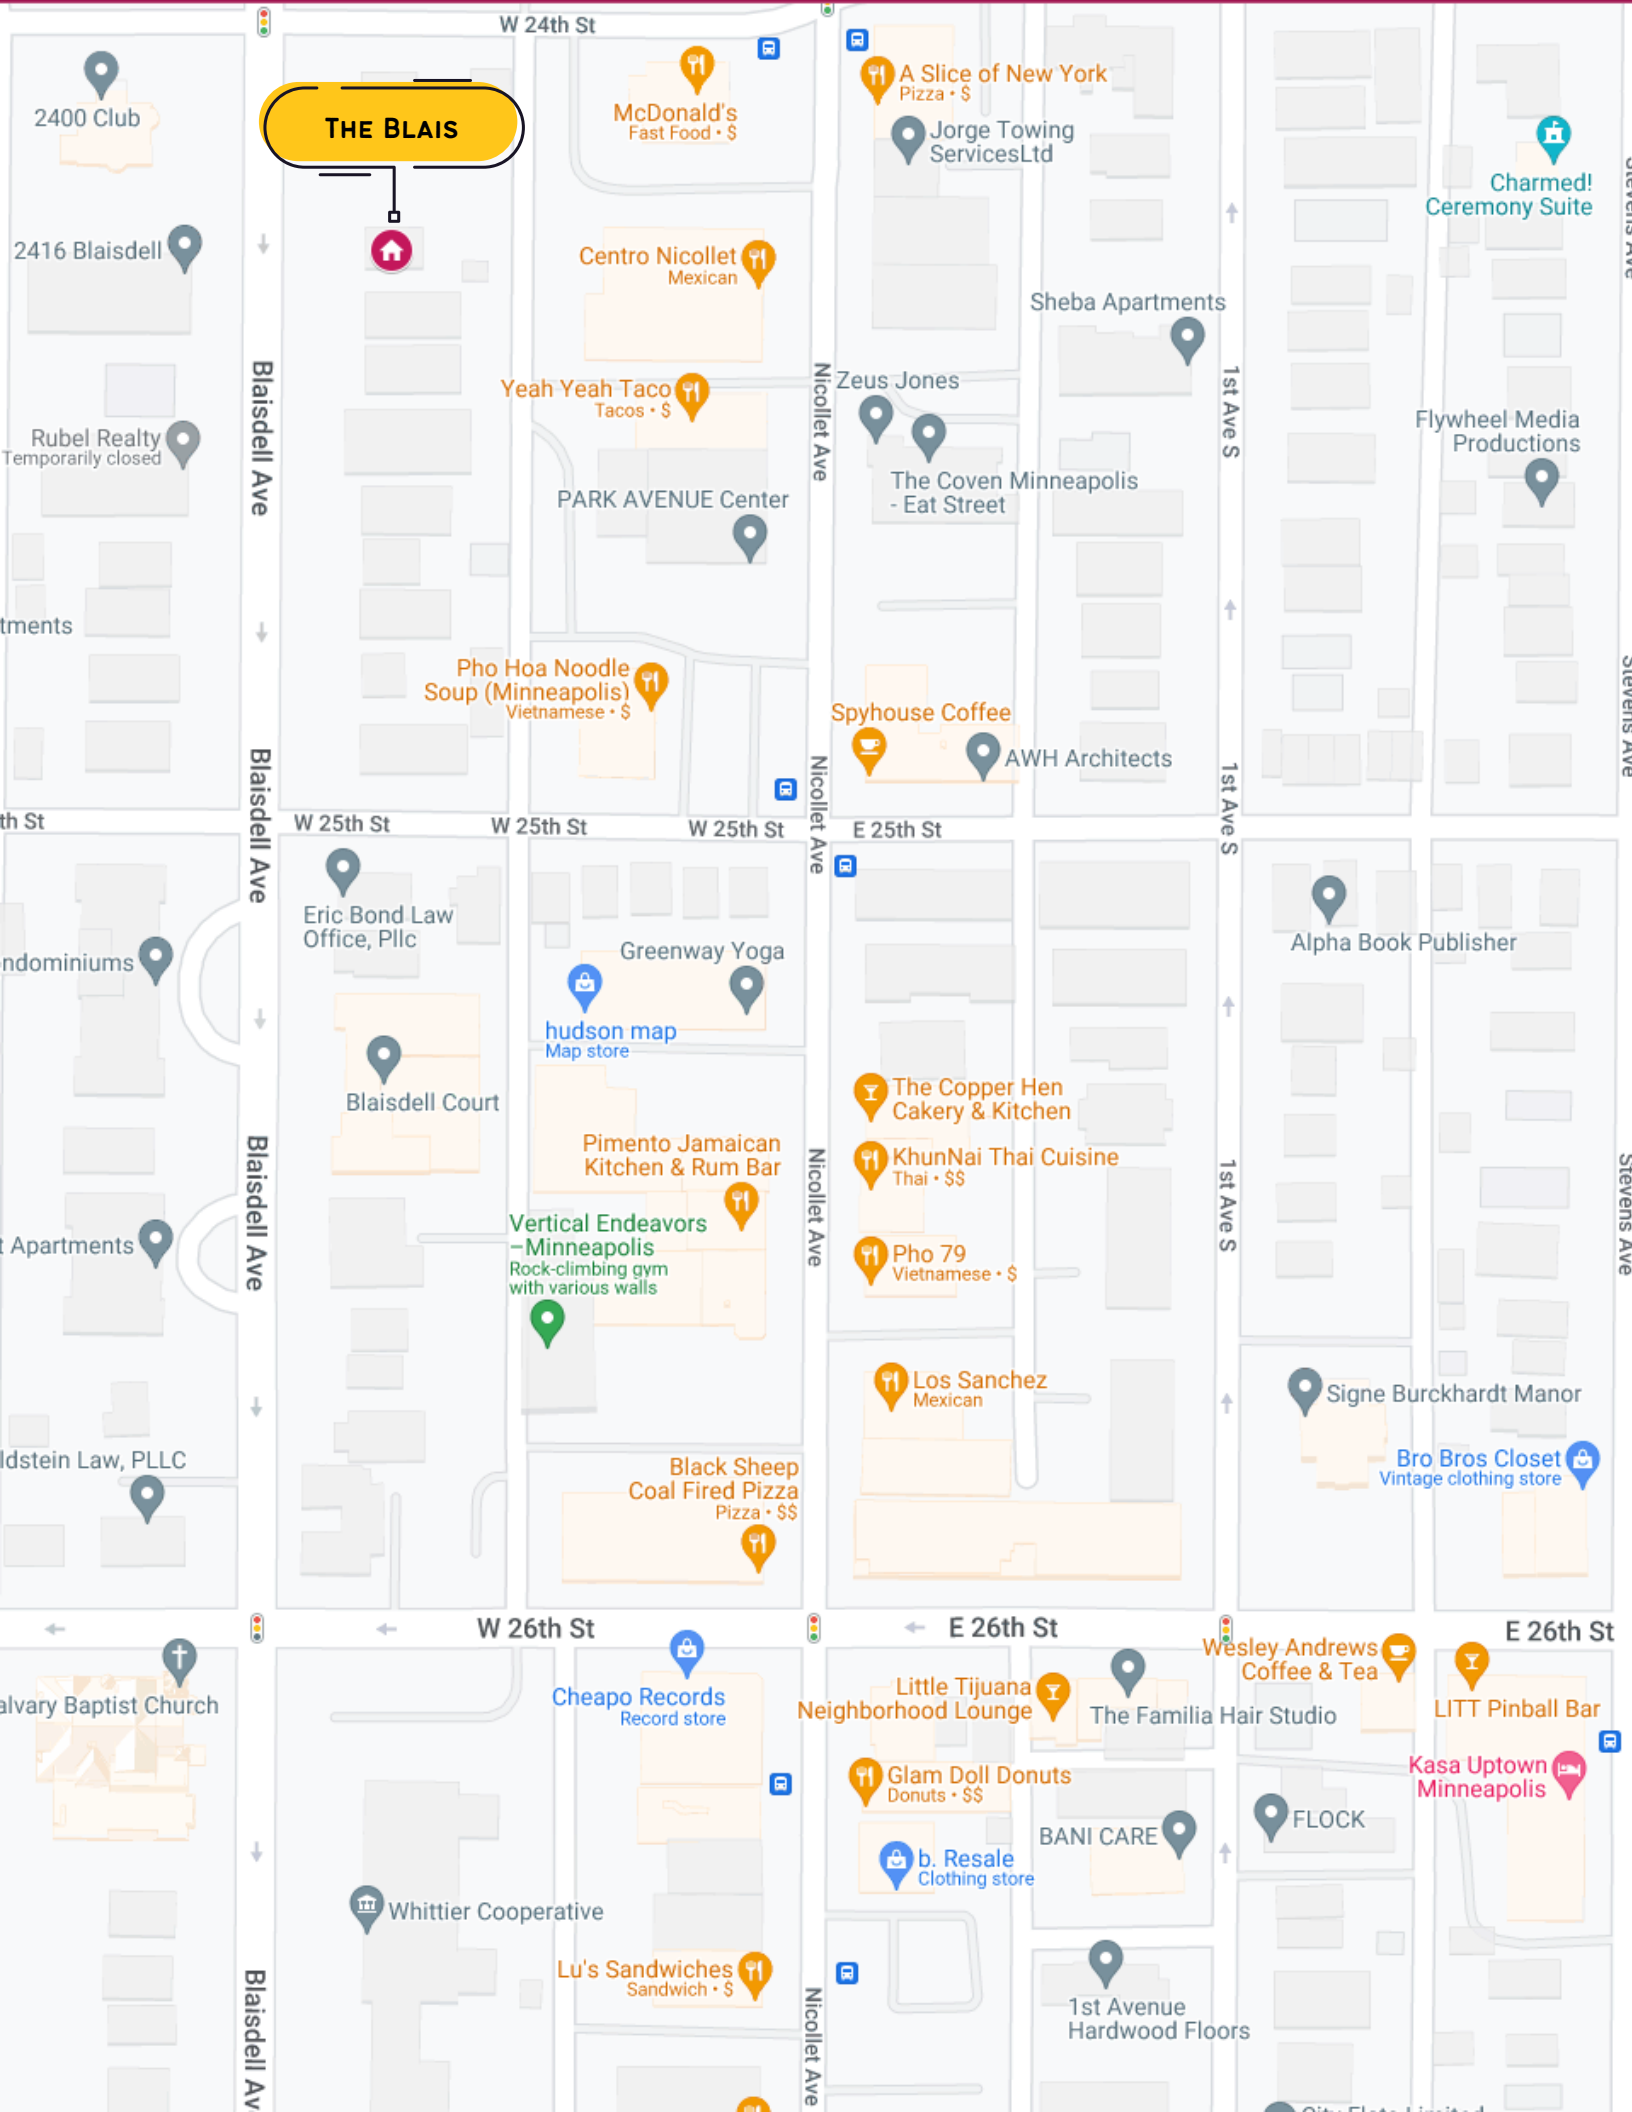 W 24th St
2400 Club
THE BLAIS
McDonald's
Fast Food • $
A Slice of New York
Pizza • $
Jorge Towing
ServicesLtd
Charmed!
Ceremony Suite
Stevens Ave
2416 Blaisdell
Centro Nicollet
Mexican
Sheba Apartments
Blaisdell Ave
Yeah Yeah Taco
Tacos • $
Nicollet Ave
Zeus Jones
1st Ave S
Rubel Realty
Temporarily closed
Flywheel Media
Productions
PARK AVENUE Center
The Coven Minneapolis
- Eat Street
tments
Pho Hoa Noodle
Soup (Minneapolis)
Vietnamese • $
Spyhouse Coffee
AWH Architects
Stevens Ave
Blaisdell Ave
Nicollet Ave
1st Ave S
th St
W 25th St
W 25th St
W 25th St
E 25th St
Eric Bond Law
Office, Pllc
ndominiums
Greenway Yoga
Alpha Book Publisher
hudson map
Map store
Blaisdell Court
The Copper Hen
Cakery & Kitchen
Pimento Jamaican
Kitchen & Rum Bar
KhunNai Thai Cuisine
Thai • $$
Blaisdell Ave
Nicollet Ave
1st Ave S
Stevens Ave
Vertical Endeavors
–Minneapolis
Rock-climbing gym
with various walls
t Apartments
Pho 79
Vietnamese • $
Los Sanchez
Mexican
Signe Burckhardt Manor
ldstein Law, PLLC
Black Sheep
Coal Fired Pizza
Pizza • $$
Bro Bros Closet
Vintage clothing store
W 26th St
E 26th St
E 26th St
alvary Baptist Church
Cheapo Records
Record store
Little Tijuana
Neighborhood Lounge
The Familia Hair Studio
Wesley Andrews
Coffee & Tea
LITT Pinball Bar
Glam Doll Donuts
Donuts • $$
Kasa Uptown
Minneapolis
BANI CARE
FLOCK
b. Resale
Clothing store
Whittier Cooperative
Lu's Sandwiches
Sandwich • $
1st Avenue
Hardwood Floors
Blaisdell Av
Nicollet Ave
City Flats Limited